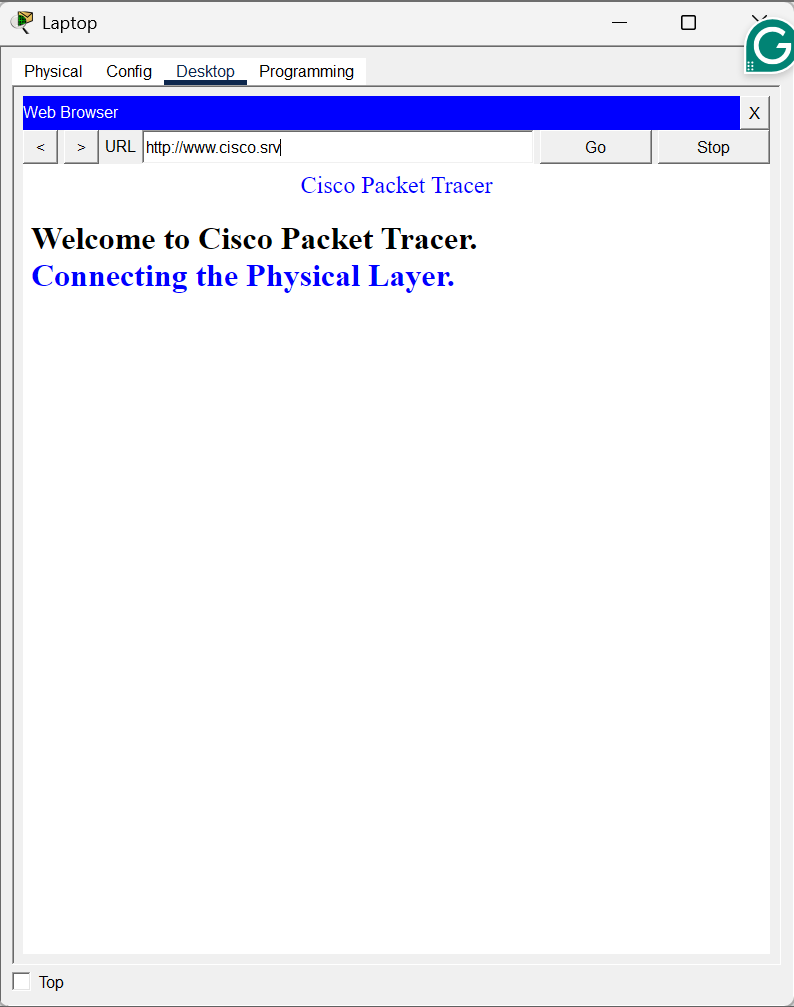 Laptop
G
Physical Config Desktop Programming
Web Browser X
< > URL http://www.cisco.srv Go Stop
Cisco Packet Tracer
Welcome to Cisco Packet Tracer.
Connecting the Physical Layer.
Top